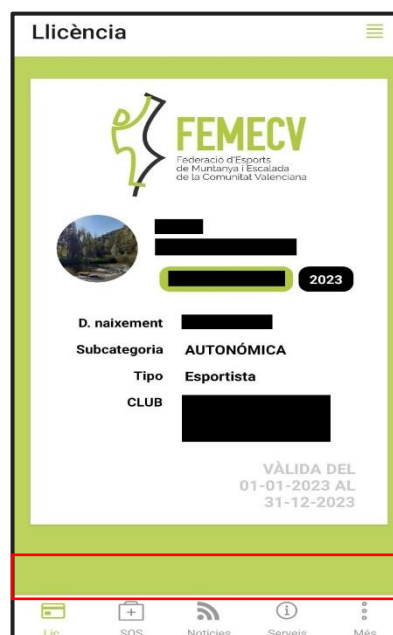 Llicència
FEMECV
Federació d'Esports
de Muntanya i Escalada
de la Comunitat Valenciana
2023
D. naixement
Subcategoria AUTONÓMICA
Tipo Esportista
CLUB
VÀLIDA DEL
01-01-2023 AL
31-12-2023
Lic. SOS Noticies Serveis Més